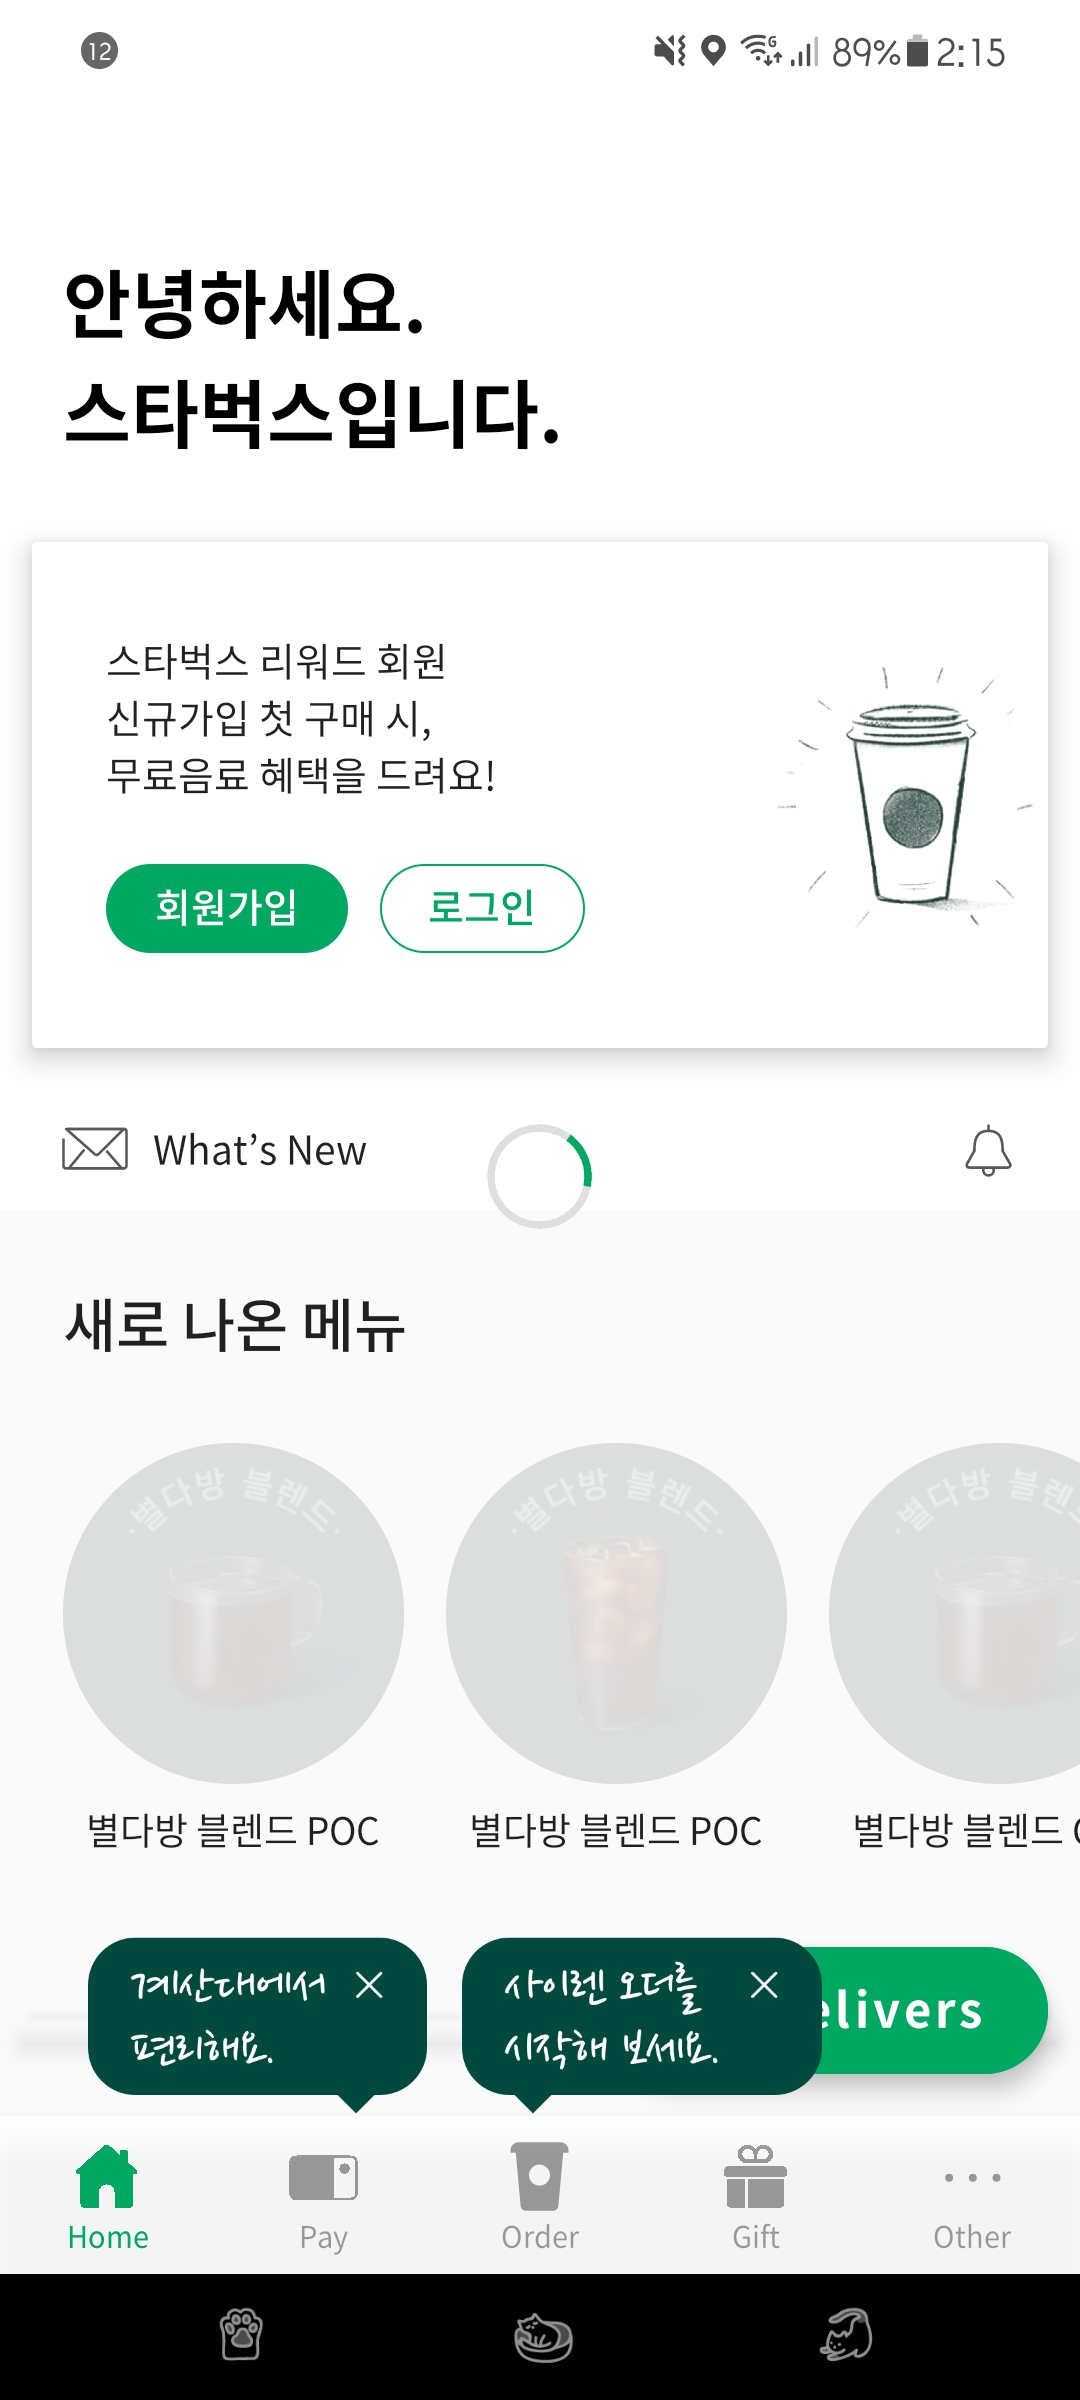 12
89% 2:15
안녕하세요.
스타벅스입니다.
스타벅스 리워드 회원
신규가입 첫 구매 시,
무료음료 혜택을 드려요!
회원가입 로그인
What's New
새로 나온 메뉴
·별다방 블렌드· ·별다방 블렌드· ·별다방 블렌드
별다방 블렌드 POC 별다방 블렌드 POC 별다방 블렌드
계산대에서
편리해요.
사이렌 오더를
시작해 보세요.
elivers
Home Pay Order Gift Other